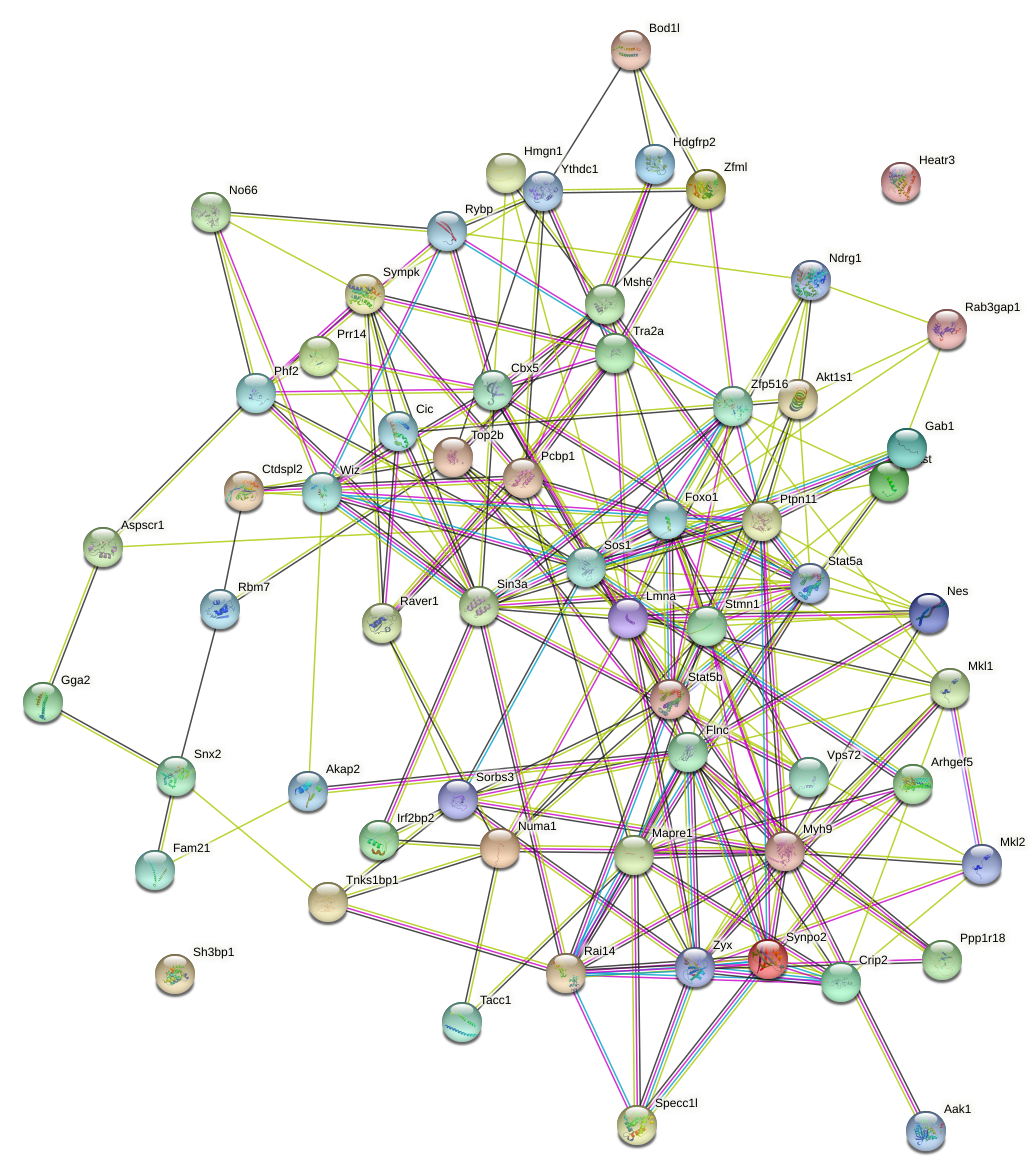 Bod1l
Hdgfrp2
Hmgn1
Ythdc1
Zfml
Heatr3
No66
Rybp
Ndrg1
Sympk
Msh6
Rab3gap1
Prr14
Tra2a
Phf2
Cbx5
Zfp516
Akt1s1
Cic
Gab1
Top2b
Pcbp1
st
Ctdspl2
Wiz
Foxo1
Ptpn11
Aspscr1
Sos1
Stat5a
Rbm7
Raver1
Sin3a
Lmna
Stmn1
Nes
Gga2
Stat5b
Mkl1
Flnc
Snx2
Akap2
Sorbs3
Vps72
Arhgef5
Irf2bp2
Numa1
Mapre1
Myh9
Mkl2
Fam21
Tnks1bp1
Sh3bp1
Rai14
Zyx
Synpo2
Crip2
Ppp1r18
Tacc1
Specc1l
Aak1